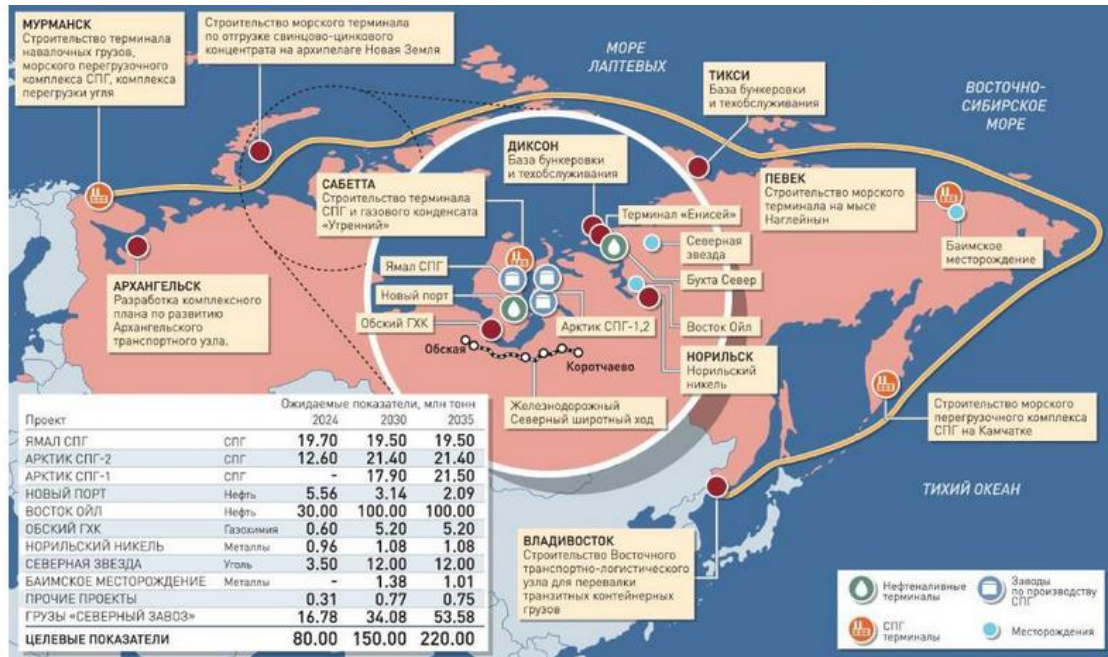 МУРМАНСК
Строительство терминала
навалочных грузов,
морского перегрузочного
комплекса СПГ, комплекса
перегрузки угля
Строительство морского терминала
по отгрузке свинцово-цинкового
концентрата на архипелаге Новая Земля
МОРЕ
ЛАПТЕВЫХ
ТИКСИ
База бункеровки
и техобслуживания
ВОСТОЧНО-
СИБИРСКОЕ
МОРЕ
ДИКСОН
База бункеровки
и техобслуживания
САБЕТТА
Строительство терминала
СПГ и газового конденсата
«Утренний»
ПЕВЕК
Строительство морского
терминала на мысе
Наглейнын
Терминал «Енисей»
Северная
звезда
Баимское
месторождение
Ямал СПГ
Бухта Север
АРХАНГЕЛЬСК
Разработка комплексного
плана по развитию
Архангельского
транспортного узла.
Новый порт
Обский ГХК
Арктик СПГ-1,2
Восток Ойл
Обская
Коротчаево
НОРИЛЬСК
Норильский
никель
Железнодорожный
Северный широтный ход
Строительство морского
перегрузочного комплекса
СПГ на Камчатке
ТИХИЙ ОКЕАН
ВЛАДИВОСТОК
Строительство Восточного
транспортно-логистического
узла для перевалки
транзитных контейнерных
грузов
Ожидаемые показатели, млн тонн
Проект 2024 2030 2035
ЯМАЛ СПГ СПГ 19.70 19.50 19.50
АРКТИК СПГ-2 СПГ 12.60 21.40 21.40
АРКТИК СПГ-1 СПГ - 17.90 21.50
НОВЫЙ ПОРТ Нефть 5.56 3.14 2.09
ВОСТОК ОЙЛ Нефть 30.00 100.00 100.00
ОБСКИЙ ГХК Газохимия 0.60 5.20 5.20
НОРИЛЬСКИЙ НИКЕЛЬ Металлы 0.96 1.08 1.08
СЕВЕРНАЯ ЗВЕЗДА Уголь 3.50 12.00 12.00
БАИМСКОЕ МЕСТОРОЖДЕНИЕ Металлы - 1.38 1.01
ПРОЧИЕ ПРОЕКТЫ 0.31 0.77 0.75
ГРУЗЫ «СЕВЕРНЫЙ ЗАВОЗ» 16.78 34.08 53.58
ЦЕЛЕВЫЕ ПОКАЗАТЕЛИ 80.00 150.00 220.00
Нефтеналивные
терминалы
Заводы
по производству
СПГ
СПГ
терминалы
Месторождения